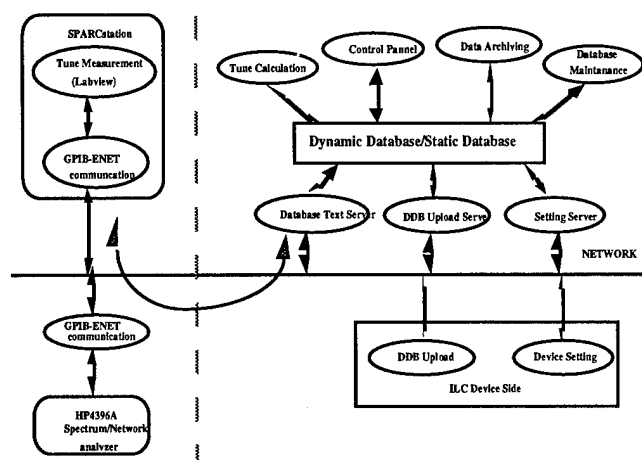 SPARCstation
Tune Measurement
(Labview)
GPIB-ENET
communcation
GPIB-ENET
communication
HP4396A
Spectrum/Network
analyzer
Tune Calculation
Control Pannel
Data Archiving
Database
Maintanance
Dynamic Database/Static Database
Database Text Server
DDB Upload Serve
Setting Server
NETWORK
DDB Upload
Device Setting
ILC Device Side